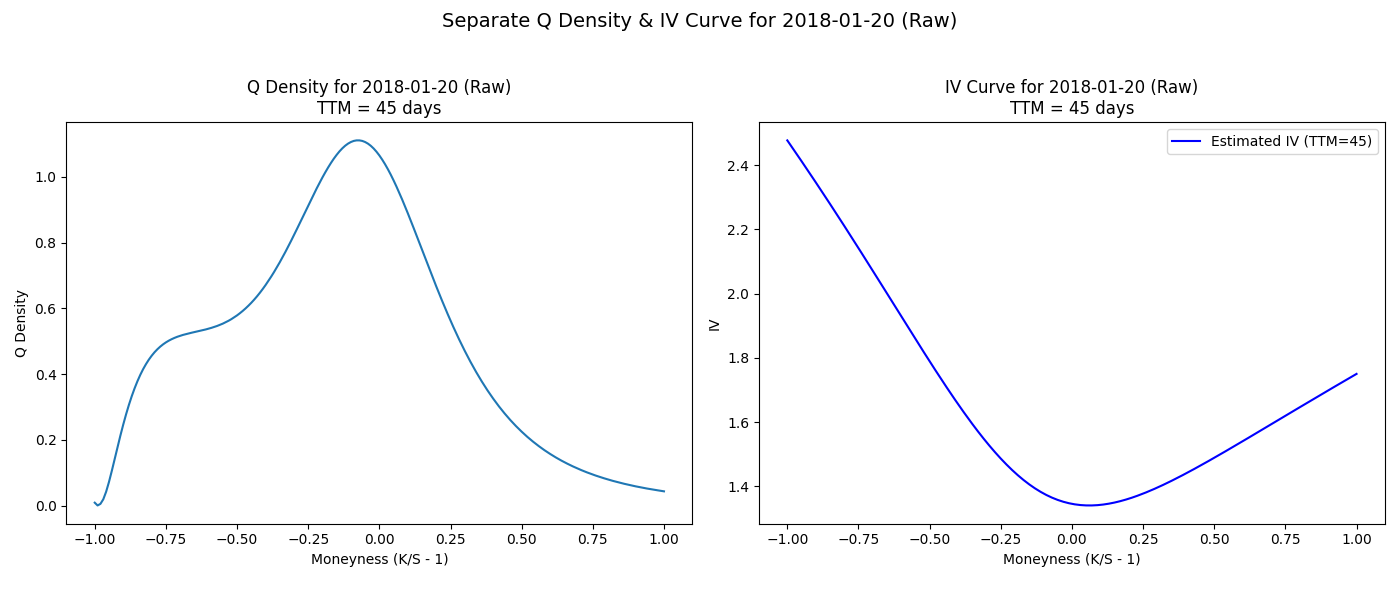 Separate Q Density & IV Curve for 2018-01-20 (Raw)
Q Density for 2018-01-20 (Raw)
TTM = 45 days
Q Density
1.0
0.8
0.6
0.4
0.2
0.0
−1.00 −0.75 −0.50 −0.25 0.00 0.25 0.50 0.75 1.00
Moneyness (K/S - 1)
IV Curve for 2018-01-20 (Raw)
TTM = 45 days
Estimated IV (TTM=45)
IV
2.4
2.2
2.0
1.8
1.6
1.4
−1.00 −0.75 −0.50 −0.25 0.00 0.25 0.50 0.75 1.00
Moneyness (K/S - 1)